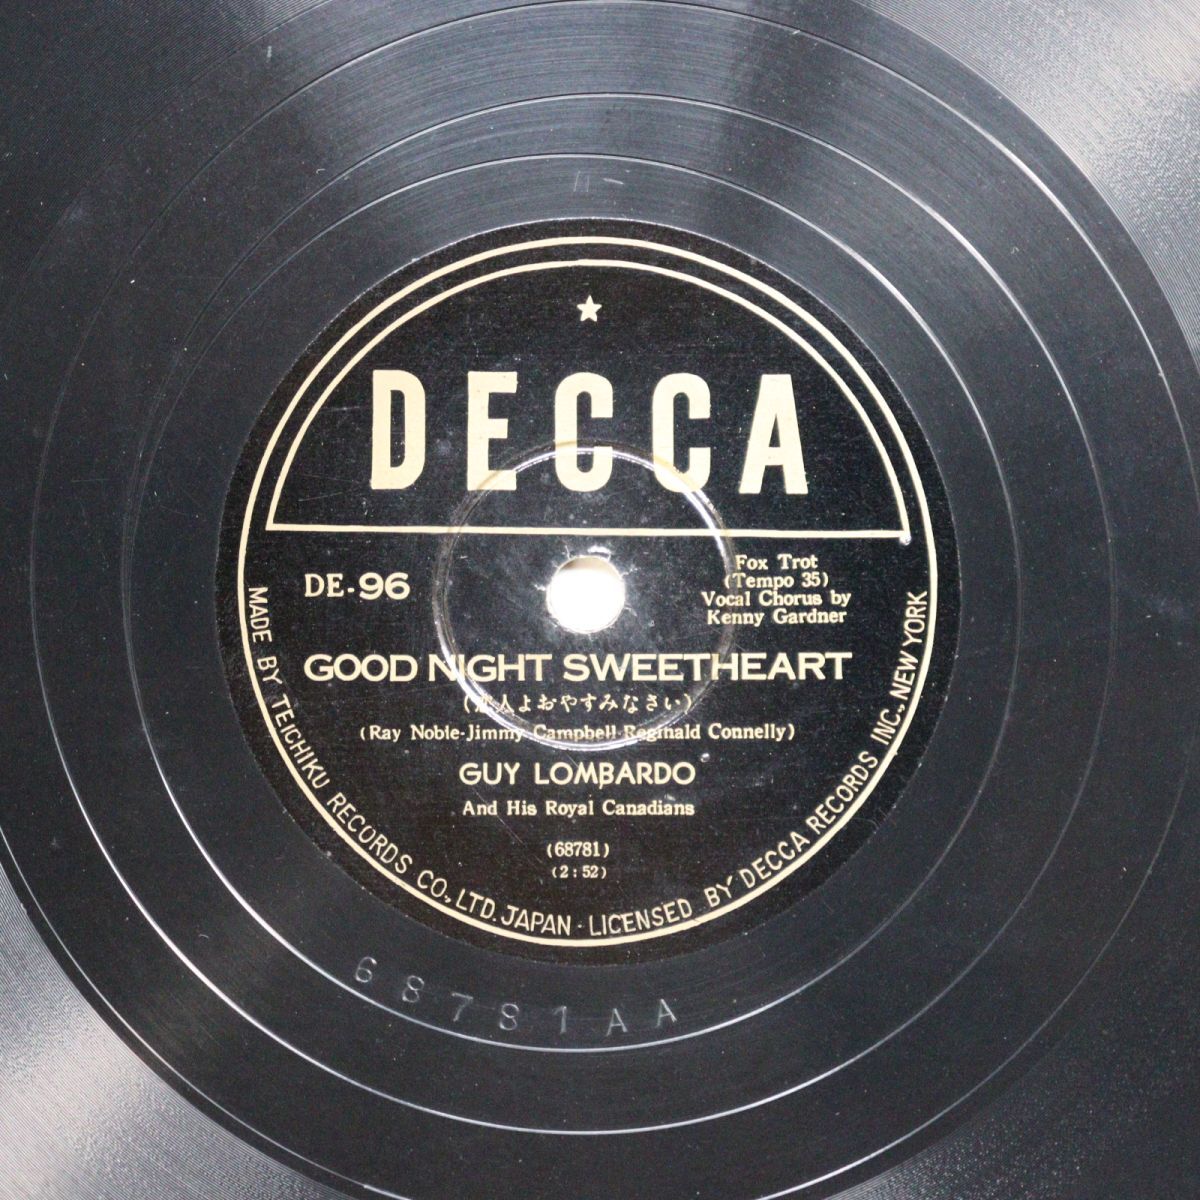 DECCA
DE-96
Fox Trot
(Tempo 35)
Vocal Chorus by
Kenny Gardner
GOOD NIGHT SWEETHEART
(恋人よおやすみなさい)
(Ray Noble-Jimmy Campbell-Reginald Connelly)
GUY LOMBARDO
And His Royal Canadians
(68781)
(2:52)
MADE BY TEICHIKU RECORDS CO., LTD. JAPAN - LICENSED BY DECCA RECORDS INC., NEW YORK
68781AA